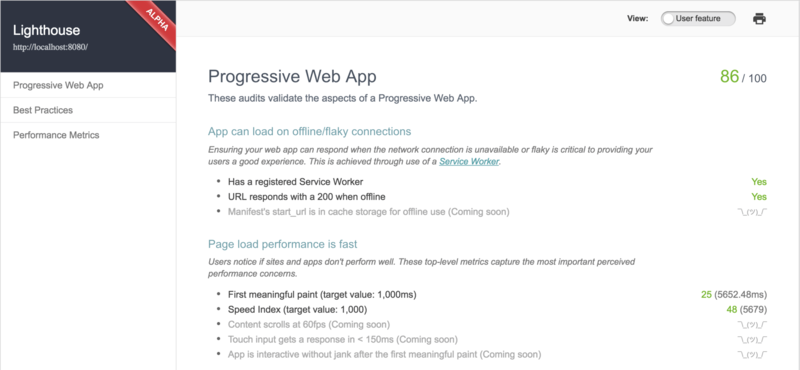 Lighthouse
http://localhost:8080/
ALPHA
Progressive Web App
Best Practices
Performance Metrics
View: User feature
Progressive Web App 86 / 100
These audits validate the aspects of a Progressive Web App.
App can load on offline/flaky connections
Ensuring your web app can respond when the network connection is unavailable or flaky is critical to providing your
users a good experience. This is achieved through use of a Service Worker.
• Has a registered Service Worker Yes
• URL responds with a 200 when offline Yes
• Manifest's start_url is in cache storage for offline use (Coming soon) ¯\_(ツ)_/¯
Page load performance is fast
Users notice if sites and apps don't perform well. These top-level metrics capture the most important perceived
performance concerns.
• First meaningful paint (target value: 1,000ms) 25 (5652.48ms)
• Speed Index (target value: 1,000) 48 (5679)
• Content scrolls at 60fps (Coming soon) ¯\_(ツ)_/¯
• Touch input gets a response in < 150ms (Coming soon) ¯\_(ツ)_/¯
• App is interactive without jank after the first meaningful paint (Coming soon) ¯\_(ツ)_/¯